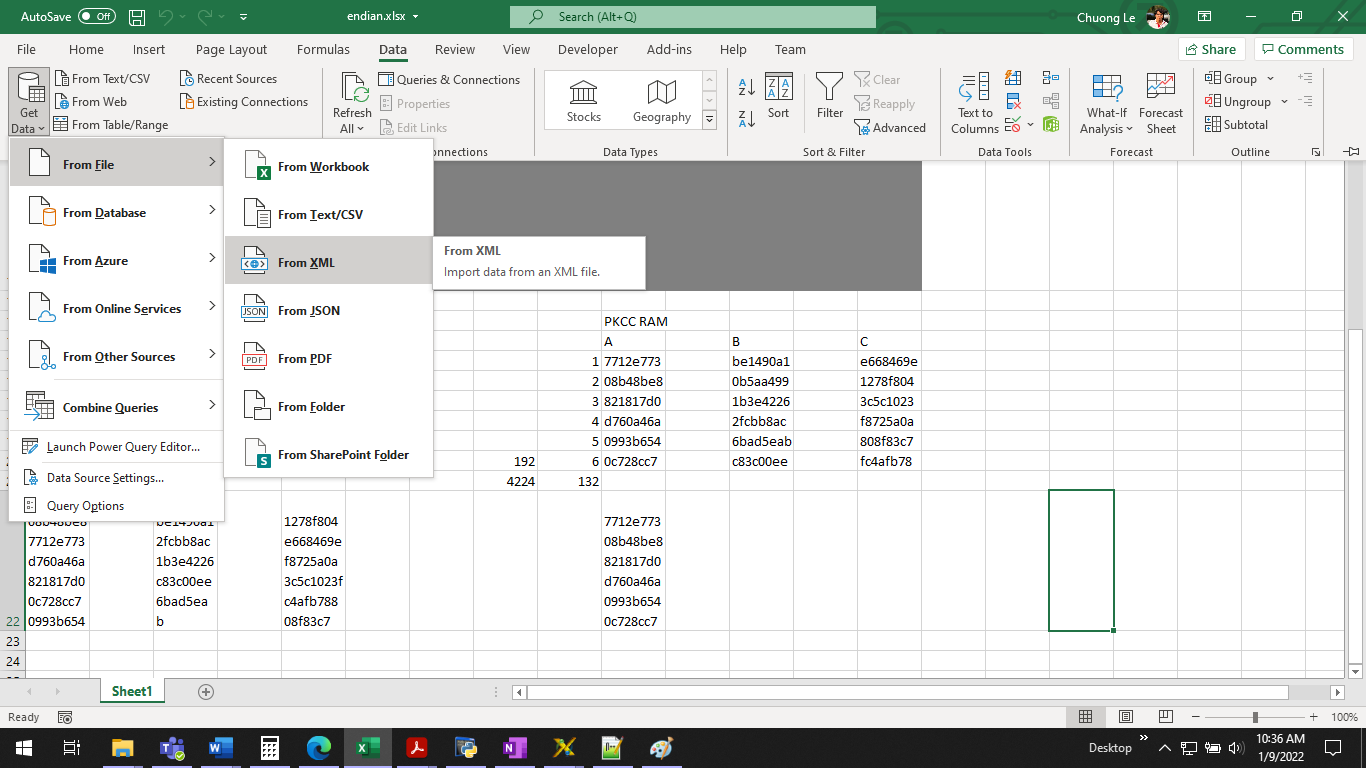 AutoSave Off endian.xlsx Search (Alt+Q) Chuong Le
File Home Insert Page Layout Formulas Data Review View Developer Add-ins Help Team Share Comments
Get Data
From Text/CSV
From Web
From Table/Range
Recent Sources
Existing Connections
Refresh All
Queries & Connections
Properties
Edit Links
onnections
Stocks Geography
Data Types
Sort
Filter
Clear
Reapply
Advanced
Sort & Filter
Text to Columns
Data Tools
What-If Analysis
Forecast Sheet
Forecast
Group
Ungroup
Subtotal
Outline
From File
From Database
From Azure
From Online Services
From Other Sources
Combine Queries
Launch Power Query Editor...
Data Source Settings...
Query Options
From Workbook
From Text/CSV
From XML
From JSON
From PDF
From Folder
From SharePoint Folder
From XML
Import data from an XML file.
PKCC RAM
A B C
1 7712e773 be1490a1 e668469e
2 08b48be8 0b5aa499 1278f804
3 821817d0 1b3e4226 3c5c1023
4 d760a46a 2fcbb8ac f8725a0a
5 0993b654 6bad5eab 808f83c7
192 6 0c728cc7 c83c00ee fc4afb78
4224 132
08b48be8 be1490a1 1278f804 7712e773
7712e773 2fcbb8ac e668469e 08b48be8
d760a46a 1b3e4226 f8725a0a 821817d0
821817d0 c83c00ee 3c5c1023f d760a46a
0c728cc7 6bad5ea c4afb788 0993b654
22 0993b654 b 08f83c7 0c728cc7
23
24
Sheet1
Ready 100%
Desktop 10:36 AM
1/9/2022